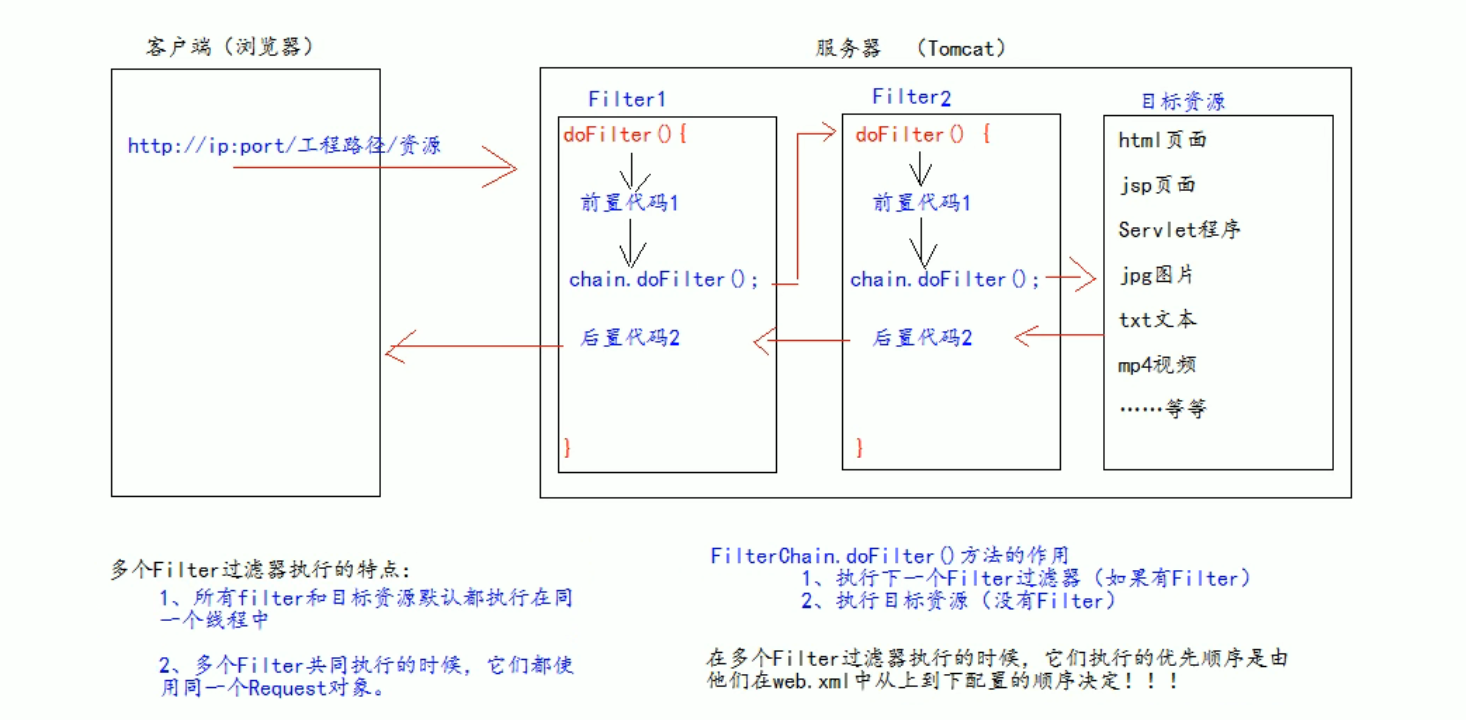 客户端（浏览器）
http://ip:port/工程路径/资源
服务器 （Tomcat）
Filter1
doFilter(){
前置代码1
chain.doFilter();
后置代码2
}
Filter2
doFilter() {
前置代码1
chain.doFilter();
后置代码2
}
目标资源
html页面
jsp页面
Servlet程序
jpg图片
txt文本
mp4视频
……等等
多个Filter过滤器执行的特点:
1、所有filter和目标资源默认都执行在同
一个线程中
2、多个Filter共同执行的时候，它们都使
用同一个Request对象。
FilterChain.doFilter()方法的作用
1、执行下一个Filter过滤器（如果有Filter）
2、执行目标资源（没有Filter）
在多个Filter过滤器执行的时候，它们执行的优先顺序是由
他们在web.xml中从上到下配置的顺序决定！！！